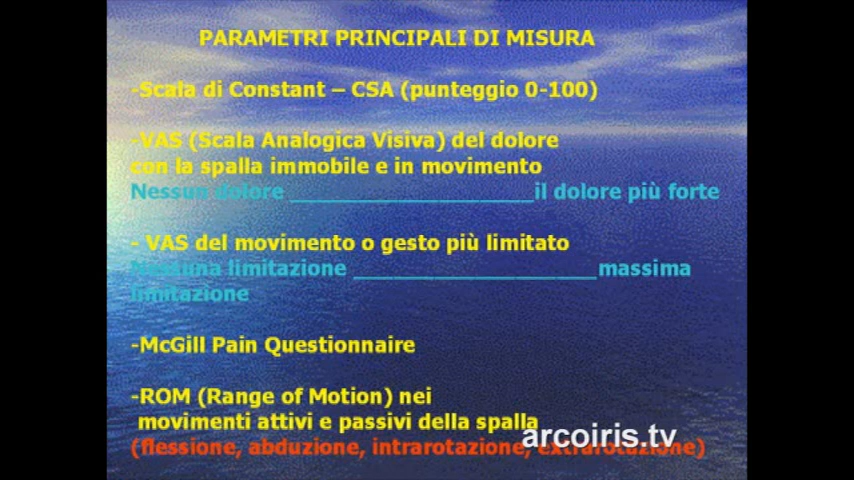 PARAMETRI PRINCIPALI DI MISURA
-Scala di Constant – CSA (punteggio 0-100)
-VAS (Scala Analogica Visiva) del dolore
con la spalla immobile e in movimento
Nessun dolore ______________________il dolore più forte
- VAS del movimento o gesto più limitato
Nessuna limitazione ______________________massima
limitazione
-McGill Pain Questionnaire
-ROM (Range of Motion) nei
movimenti attivi e passivi della spalla
(flessione, abduzione, intrarotazione, extrarotazione)
arcoiris.tv